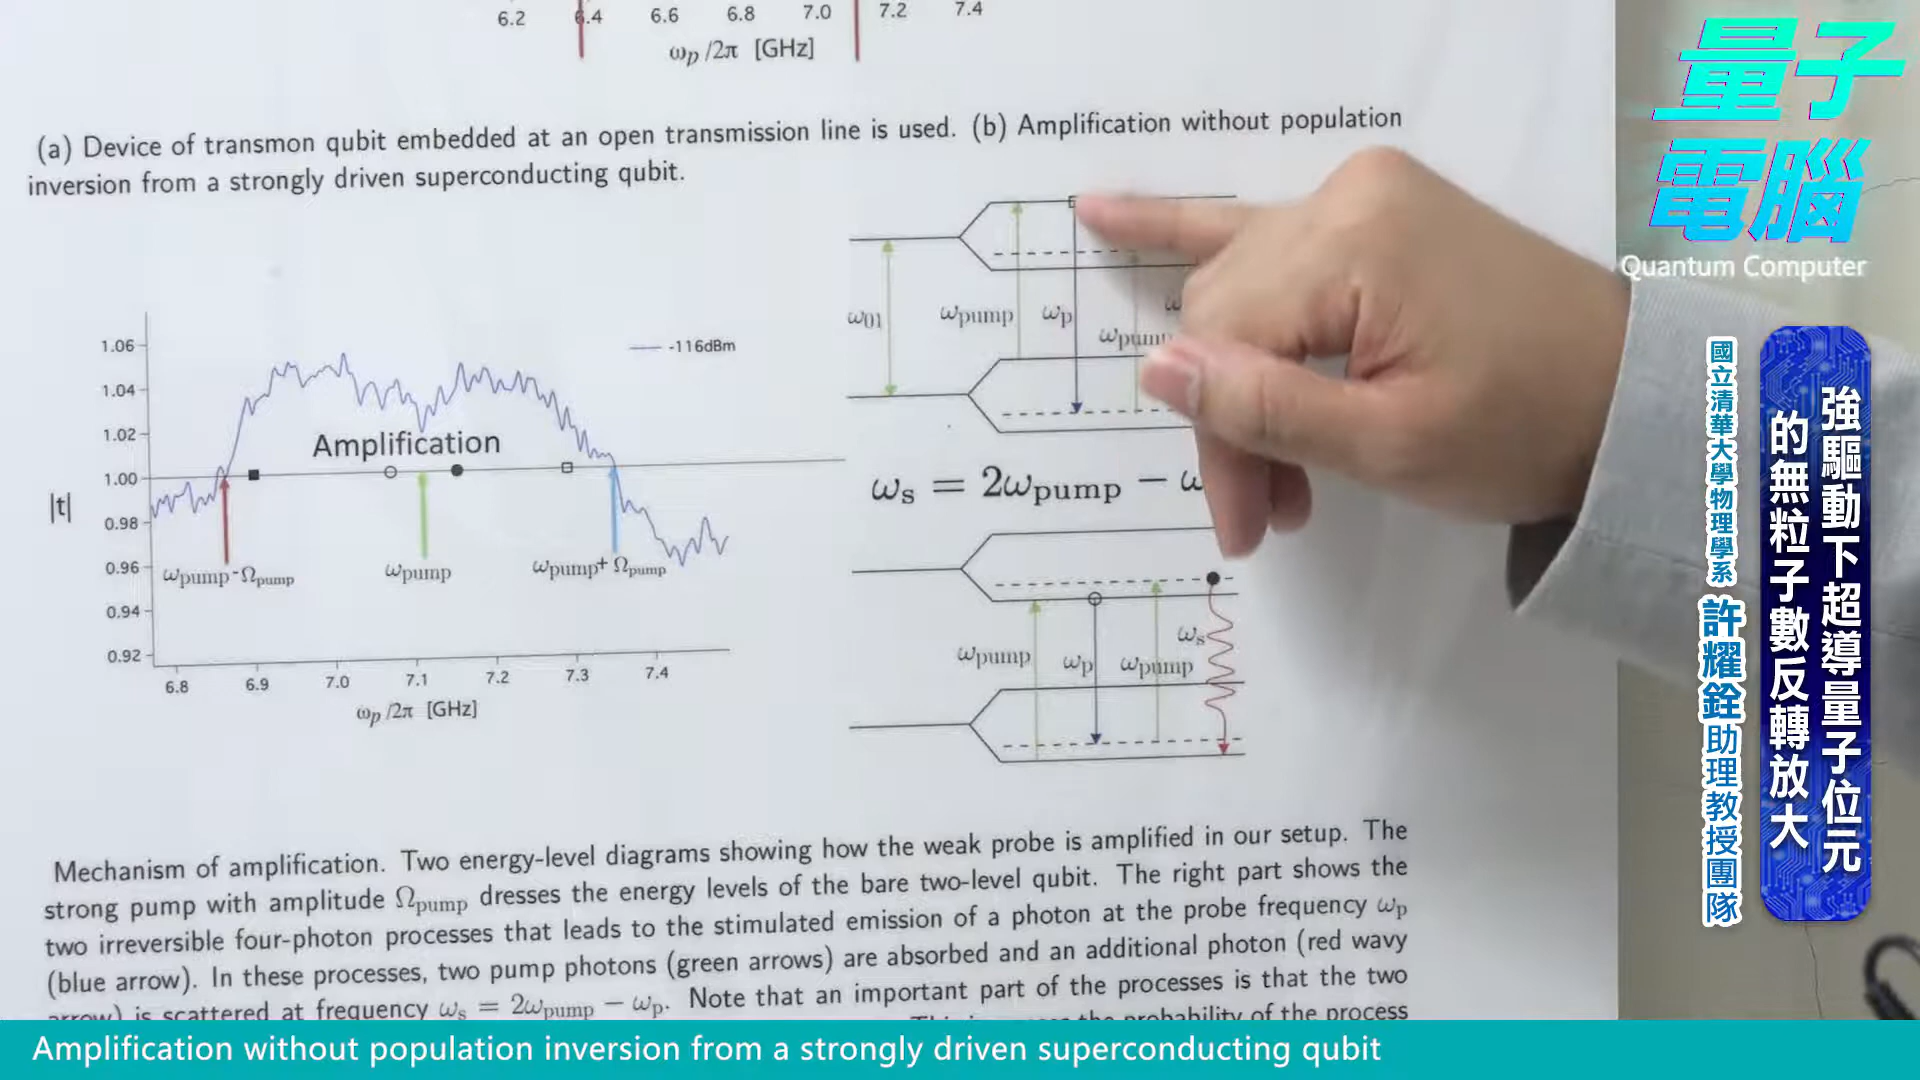 6.2 6.4 6.6 6.8 7.0 7.2 7.4
ωp/2π [GHz]
(a) Device of transmon qubit embedded at an open transmission line is used. (b) Amplification without population
inversion from a strongly driven superconducting qubit.
1.06
1.04
1.02
1.00
0.98
0.96
0.94
0.92
|t|
-116dBm
Amplification
ωpump-Ωpump
ωpump
ωpump+Ωpump
6.8 6.9 7.0 7.1 7.2 7.3 7.4
ωp/2π [GHz]
ω01
ωpump
ωp
ωpump
ωs = 2ωpump −
ωpump
ωp
ωpump
ωs
Mechanism of amplification. Two energy-level diagrams showing how the weak probe is amplified in our setup. The
strong pump with amplitude Ωpump dresses the energy levels of the bare two-level qubit. The right part shows the
two irreversible four-photon processes that leads to the stimulated emission of a photon at the probe frequency ωp
(blue arrow). In these processes, two pump photons (green arrows) are absorbed and an additional photon (red wavy
arrow) is scattered at frequency ωs = 2ωpump − ωp. Note that an important part of the processes is that the two
the probability of the process
量子
電腦
Quantum Computer
強驅動下超導量子位元
的無粒子數反轉放大
國立清華大學物理學系 許耀銓助理教授團隊
Amplification without population inversion from a strongly driven superconducting qubit